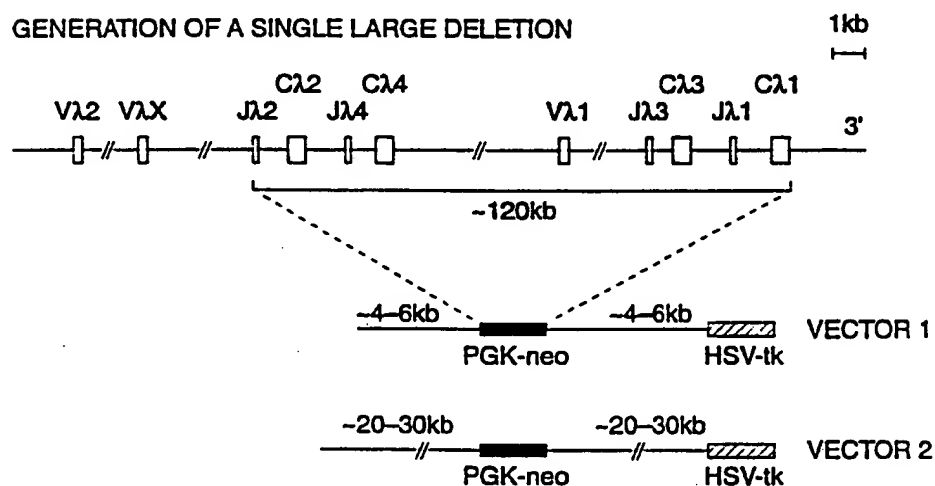 GENERATION OF A SINGLE LARGE DELETION
1kb
Vλ2 VλX Jλ2 Cλ2 Jλ4 Cλ4 Vλ1 Jλ3 Cλ3 Jλ1 Cλ1 3'
~120kb
~4–6kb ~4–6kb VECTOR 1
PGK-neo HSV-tk
~20–30kb ~20–30kb VECTOR 2
PGK-neo HSV-tk